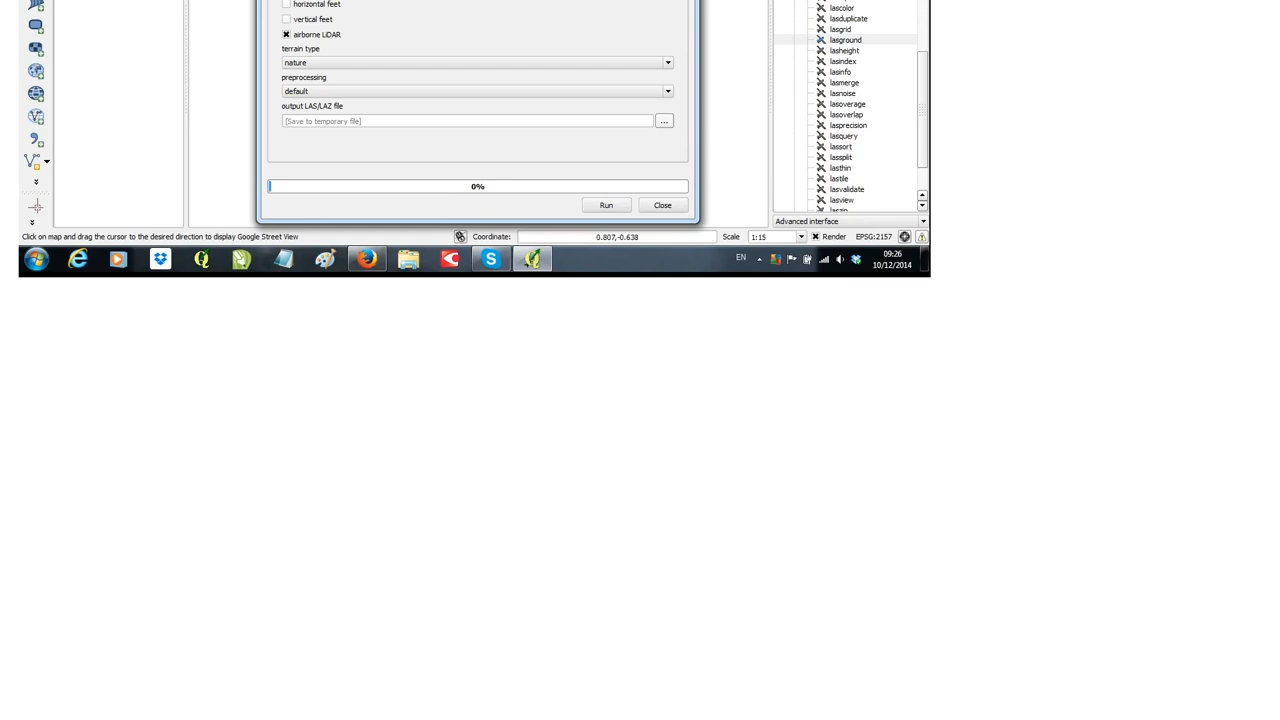 horizontal feet
vertical feet
airborne LiDAR
terrain type
nature
preprocessing
default
output LAS/LAZ file
[Save to temporary file]
...
0%
Run
Close
lascolor
lasduplicate
lasgrid
lasground
lasheight
lasindex
lasinfo
lasmerge
lasnoise
lasoverage
lasoverlap
lasprecision
lasquery
lassort
lassplit
lasthin
lastile
lasvalidate
lasview
Advanced interface
Click on map and drag the cursor to the desired direction to display Google Street View
Coordinate:
0.807,-0.638
Scale
1:15
Render
EPSG:2157
EN
09:26
10/12/2014